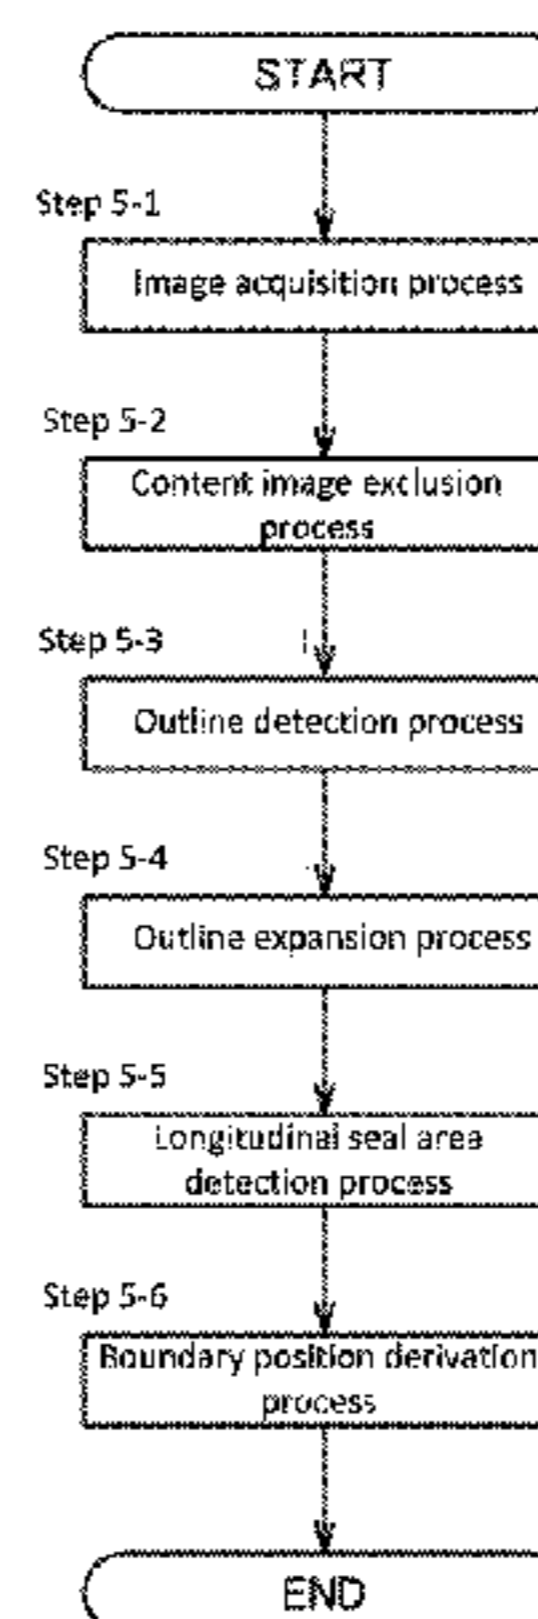 START
Step 5-1
Image acquisition process
Step 5-2
Content image exclusion
process
Step 5-3
Outline detection process
Step 5-4
Outline expansion process
Step 5-5
Longitudinal seal area
detection process
Step 5-6
Boundary position derivation
process
END